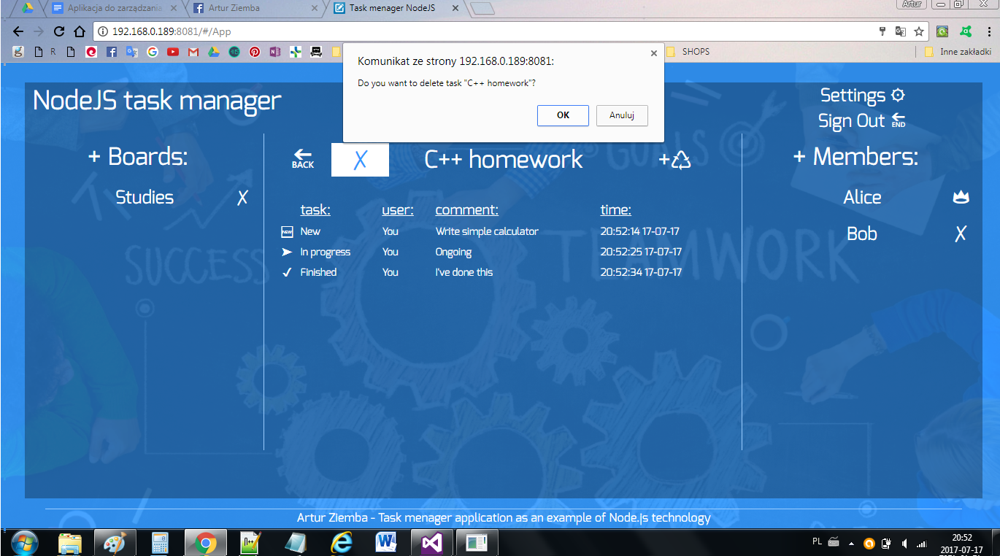 Aplikacja do zarządzania
Artur Ziemba
Task menager NodeJS
Artur
192.168.0.189:8081/#/App
R
SHOPS
Inne zakładki
Komunikat ze strony 192.168.0.189:8081:
Do you want to delete task "C++ homework"?
OK
Anuluj
NodeJS task manager
Settings
Sign Out
END
+ Boards:
Studies
X
BACK
X
C++ homework
+
+ Members:
Alice
Bob
X
task: user: comment: time:
NEW New You Write simple calculator 20:52:14 17-07-17
In progress You Ongoing 20:52:25 17-07-17
Finished You I've done this 20:52:34 17-07-17
GOALS
SUCCESS
TEAMWORK
Artur Ziemba - Task menager application as an example of Node.js technology
PL
20:52
2017-07-17